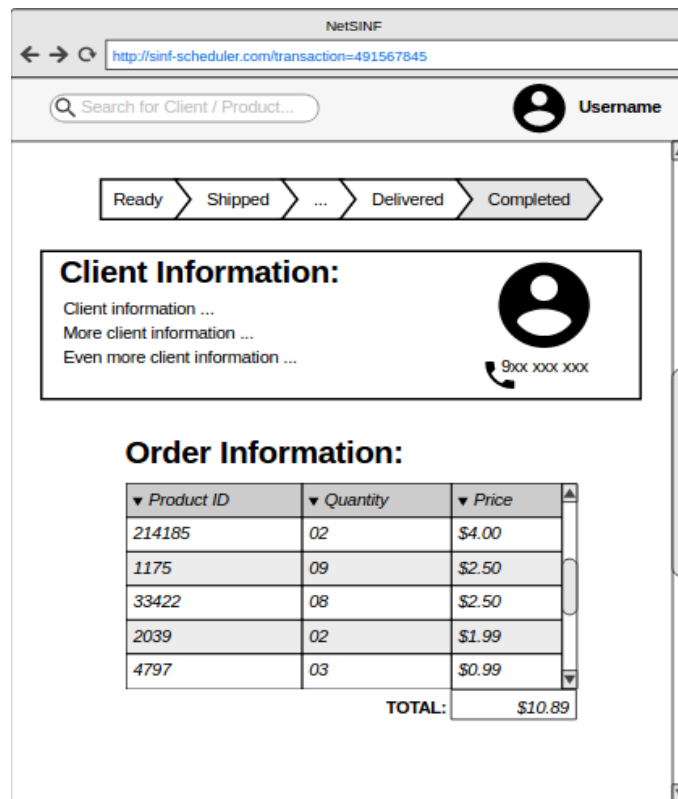 NetSINF
http://sinf-scheduler.com/transaction=491567845
Search for Client / Product...
Username
Ready Shipped ... Delivered Completed
Client Information:
Client information ...
More client information ...
Even more client information ...
9xx xxx xxx
Order Information:
▼ Product ID ▼ Quantity ▼ Price
214185 02 $4.00
1175 09 $2.50
33422 08 $2.50
2039 02 $1.99
4797 03 $0.99
TOTAL: $10.89